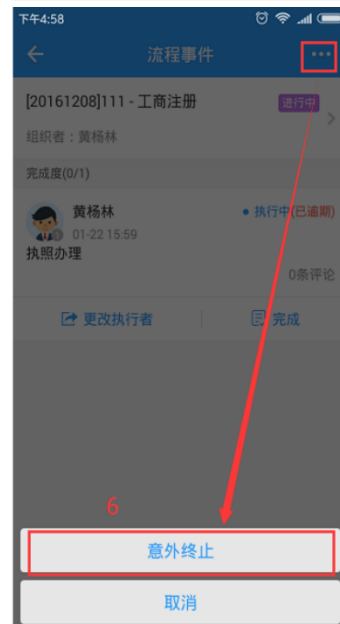 下午4:58
流程事件
[20161208]111 - 工商注册
进行中
组织者：黄杨林
完成度(0/1)
黄杨林
执行中(已逾期)
01-22 15:59
执照办理
0条评论
更改执行者
完成
6
意外终止
取消